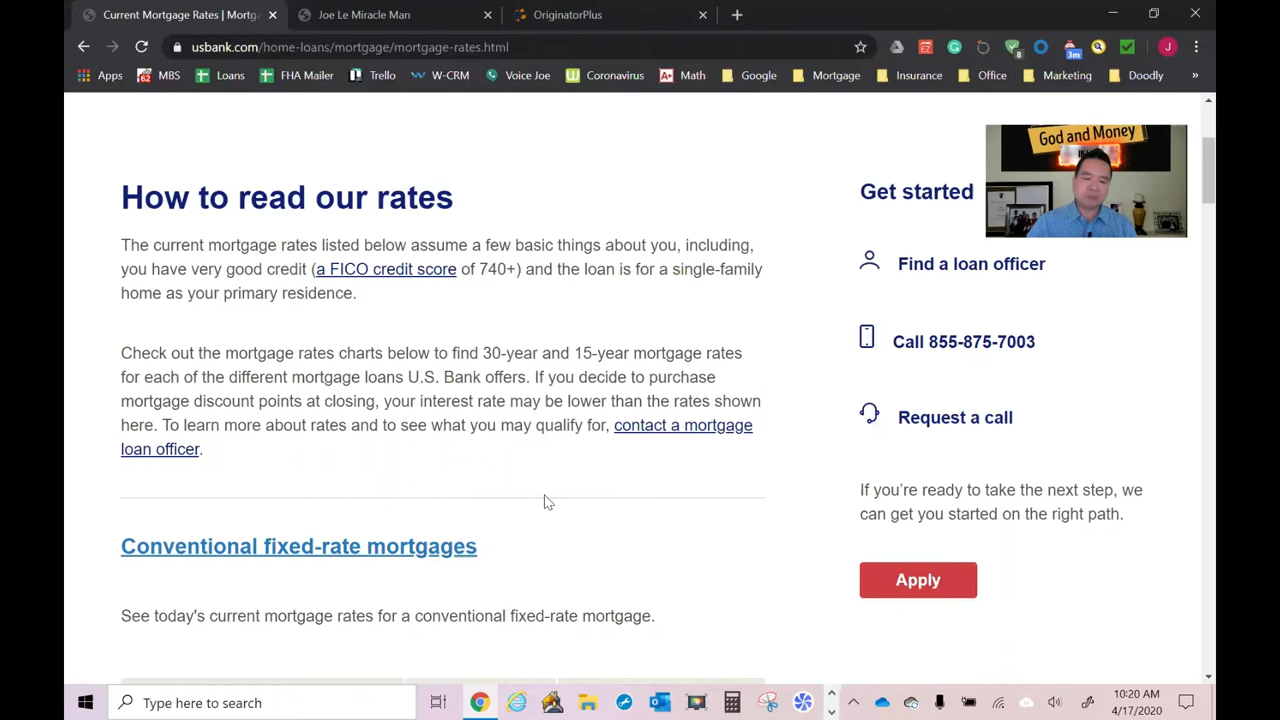 Current Mortgage Rates | Mortg
Joe Le Miracle Man
OriginatorPlus
usbank.com/home-loans/mortgage/mortgage-rates.html
8
3m
J
Apps
62 MBS
Loans
FHA Mailer
Trello
W-CRM
Voice Joe
Coronavirus
A+ Math
Google
Mortgage
Insurance
Office
Marketing
Doodly
»
God and Money
How to read our rates
The current mortgage rates listed below assume a few basic things about you, including,
you have very good credit (a FICO credit score of 740+) and the loan is for a single-family
home as your primary residence.
Check out the mortgage rates charts below to find 30-year and 15-year mortgage rates
for each of the different mortgage loans U.S. Bank offers. If you decide to purchase
mortgage discount points at closing, your interest rate may be lower than the rates shown
here. To learn more about rates and to see what you may qualify for, contact a mortgage
loan officer.
Conventional fixed-rate mortgages
See today's current mortgage rates for a conventional fixed-rate mortgage.
Get started
Find a loan officer
Call 855-875-7003
Request a call
If you’re ready to take the next step, we
can get you started on the right path.
Apply
Type here to search
10:20 AM
4/17/2020